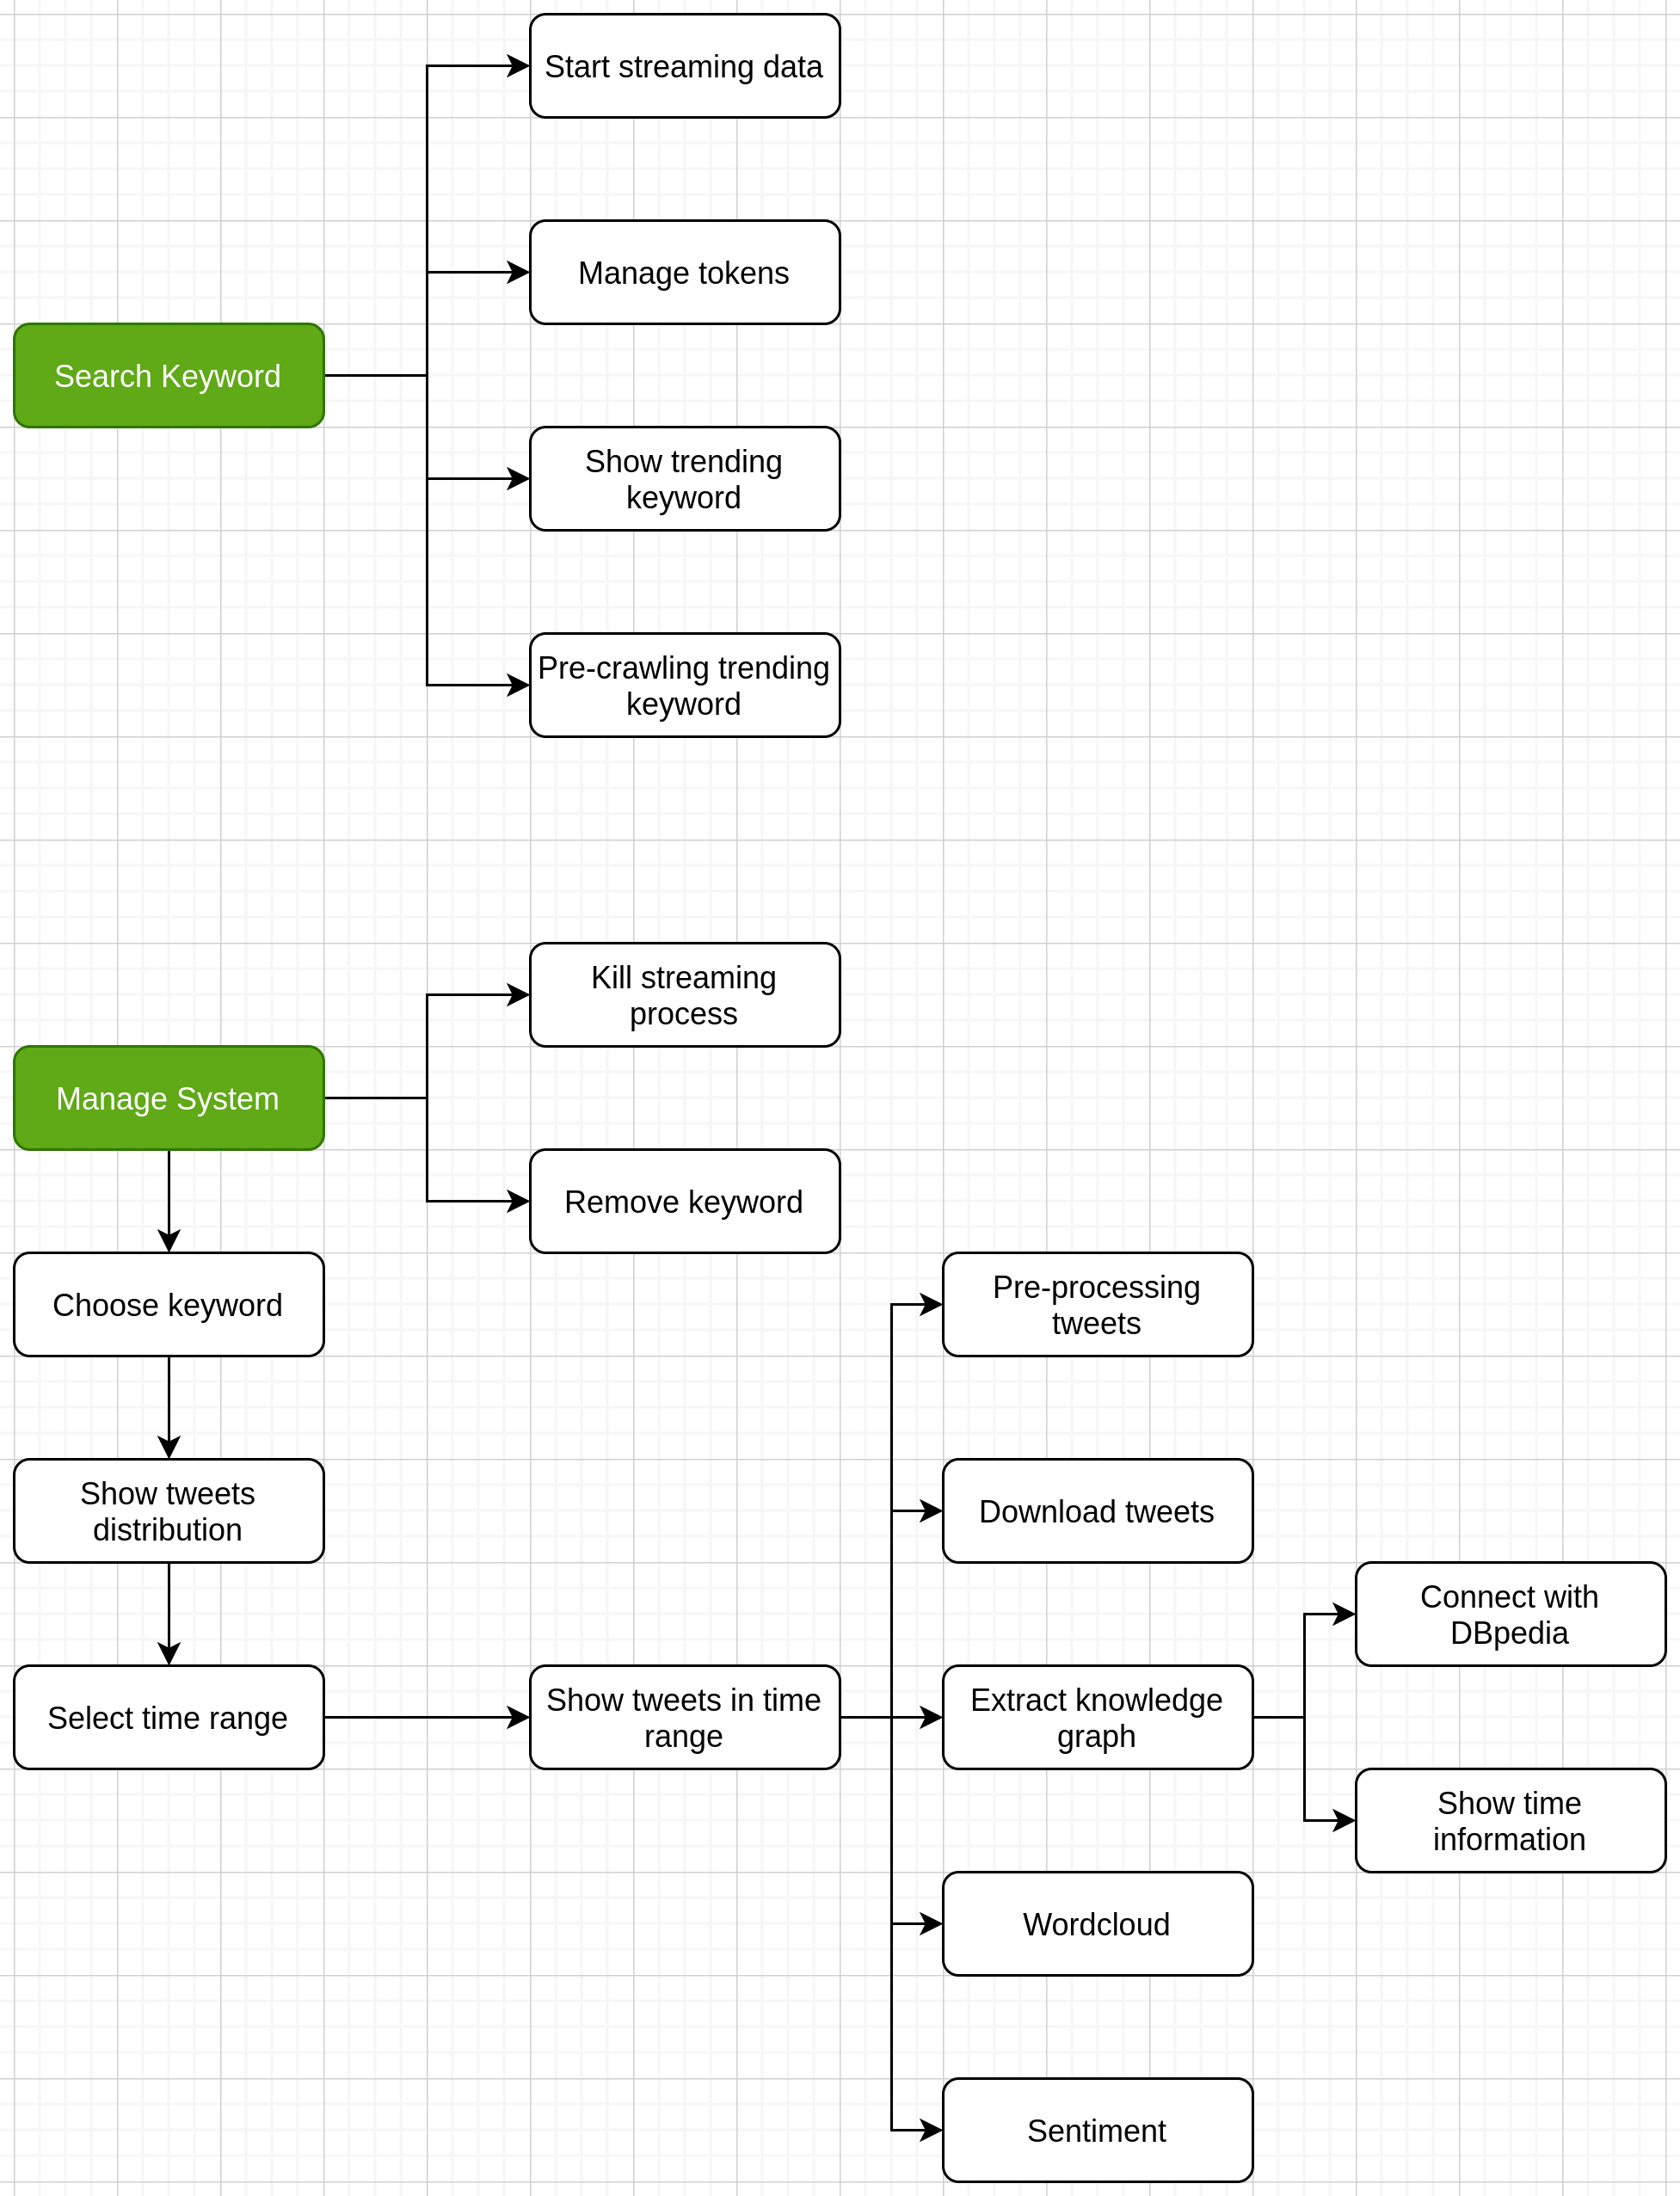 Start streaming data
Manage tokens
Search Keyword
Show trending
keyword
Pre-crawling trending
keyword
Kill streaming
process
Manage System
Remove keyword
Choose keyword
Pre-processing
tweets
Show tweets
distribution
Download tweets
Connect with
DBpedia
Select time range
Show tweets in time
range
Extract knowledge
graph
Show time
information
Wordcloud
Sentiment